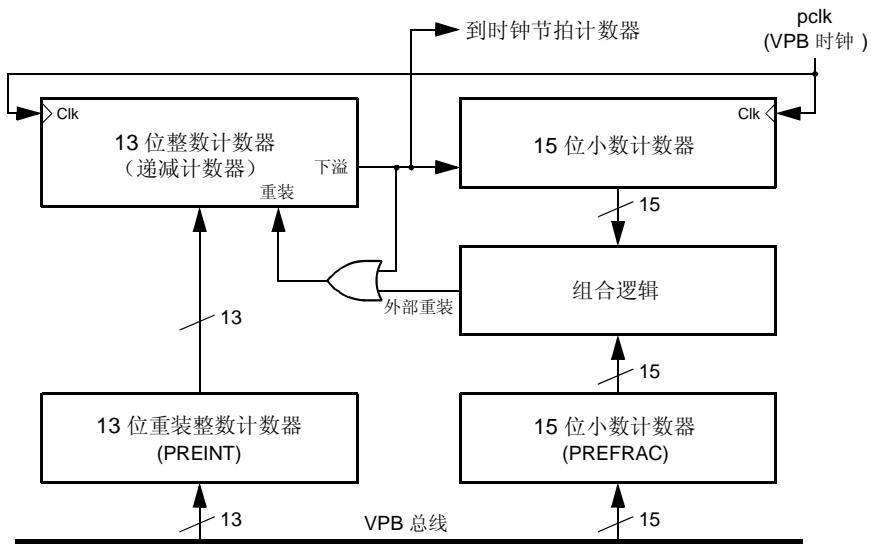 到时钟节拍计数器
pclk
(VPB 时钟 )
Clk
13 位整数计数器
（递减计数器）
下溢
重装
Clk
15 位小数计数器
15
组合逻辑
外部重装
13
15
13 位重装整数计数器
(PREINT)
15 位小数计数器
(PREFRAC)
13
VPB 总线
15